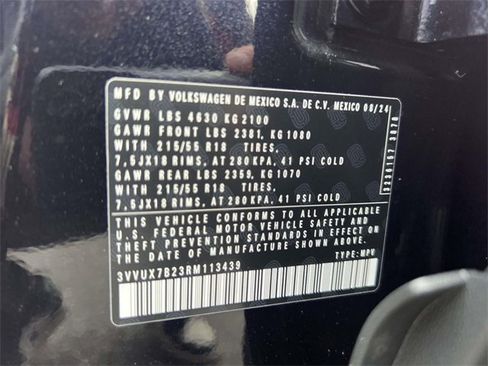 MFD BY VOLKSWAGEN DE MEXICO S.A. DE C.V. MEXICO 08/24
GVWR LBS 4630 KG2100
GAWR FRONT LBS 2381, KG1080
WITH 215/55 R18 TIRES,
7,5JX18 RIMS, AT 280KPA, 41 PSI COLD
GAWR REAR LBS 2359, KG1070
WITH 215/55 R18 TIRES,
7,5JX18 RIMS, AT 280KPA, 41 PSI COLD
THIS VEHICLE CONFORMS TO ALL APPLICABLE
U.S. FEDERAL MOTOR VEHICLE SAFETY AND
THEFT PREVENTION STANDARDS IN EFFECT ON
THE DATE OF MANUFACTURE SHOWN ABOVE
3VVUX7B23RM113439 TYPE: MPV
3236157 3078